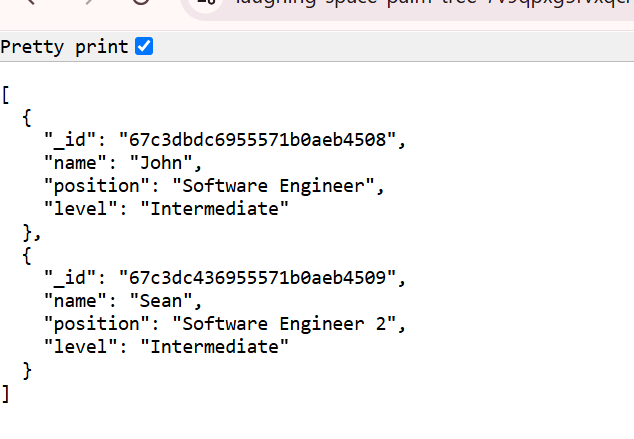 Pretty print
[
  {
    "_id": "67c3dbdc6955571b0aeb4508",
    "name": "John",
    "position": "Software Engineer",
    "level": "Intermediate"
  },
  {
    "_id": "67c3dc436955571b0aeb4509",
    "name": "Sean",
    "position": "Software Engineer 2",
    "level": "Intermediate"
  }
]